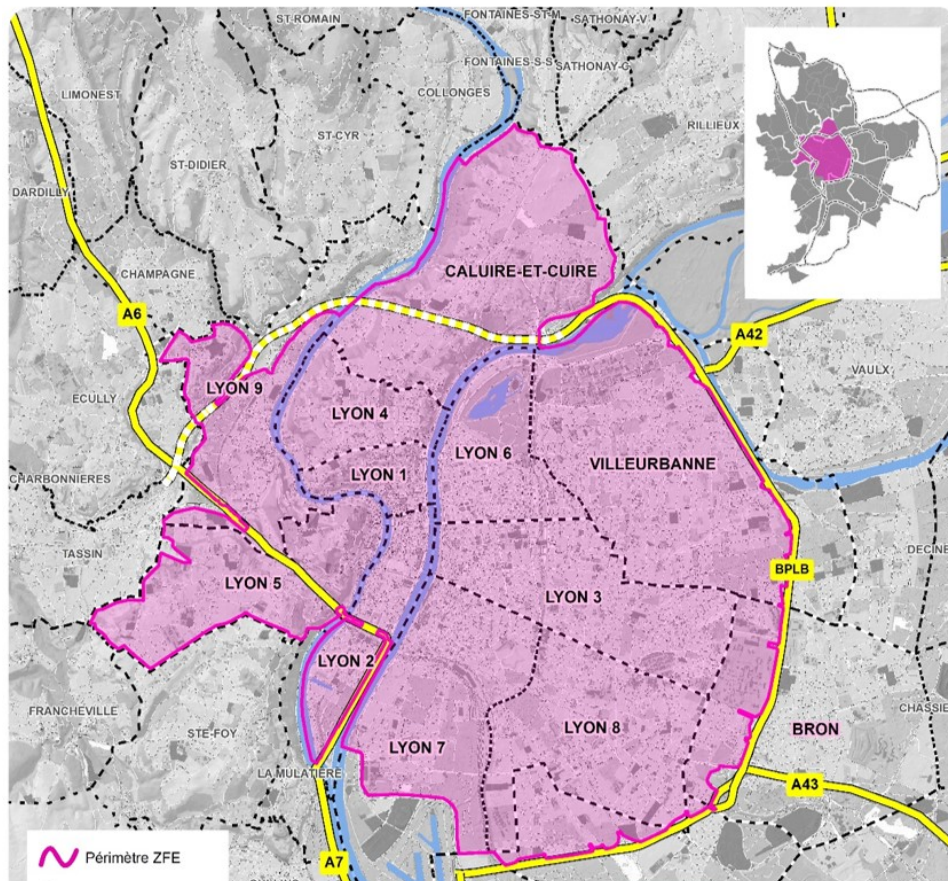 ST-ROMAIN
FONTAINES-ST-M
SATHONAY-V
FONTAINES-S-S
SATHONAY-C
LIMONEST
COLLONGES
ST-CYR
RILLIEUX
ST-DIDIER
DARDILLY
CALUIRE-ET-CUIRE
CHAMPAGNE
A6
A42
LYON 9
VAULX
ECULLY
LYON 4
LYON 6
VILLEURBANNE
LYON 1
CHARBONNIERES
TASSIN
DECINE
BPLB
LYON 5
LYON 3
LYON 2
FRANCHEVILLE
CHASSIE
STE-FOY
LYON 7
LYON 8
BRON
LA MULATIERE
A43
Périmètre ZFE
A7